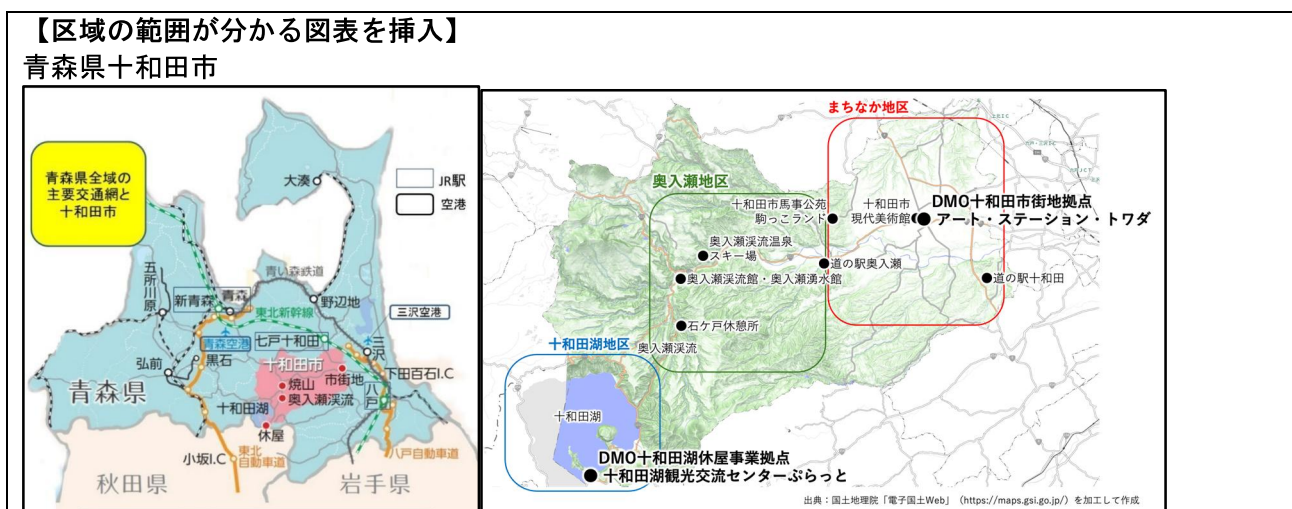 【区域の範囲が分かる図表を挿入】
青森県十和田市
青森県全域の
主要交通網と
十和田市
大湊
JR駅
空港
五所川原
青い森鉄道
新青森
青森
野辺地
東北新幹線
三沢空港
青森空港
七戸十和田
三沢
弘前
黒石
十和田市
市街地
下田百石I.C
焼山
奥入瀬渓流
八戸
青森県
十和田湖
休屋
小坂I.C
東北
自動車道
八戸自動車道
秋田県
岩手県
まちなか地区
奥入瀬地区
十和田市馬事公苑
駒っこランド
十和田市
現代美術館
DMO十和田市街地拠点
アート・ステーション・トワダ
奥入瀬渓流温泉
スキー場
道の駅奥入瀬
奥入瀬渓流館・奥入瀬湧水館
道の駅十和田
石ケ戸休憩所
奥入瀬渓流
十和田湖地区
十和田湖
DMO十和田湖休屋事業拠点
十和田湖観光交流センターぷらっと
出典：国土地理院「電子国土Web」（https://maps.gsi.go.jp/）を加工して作成